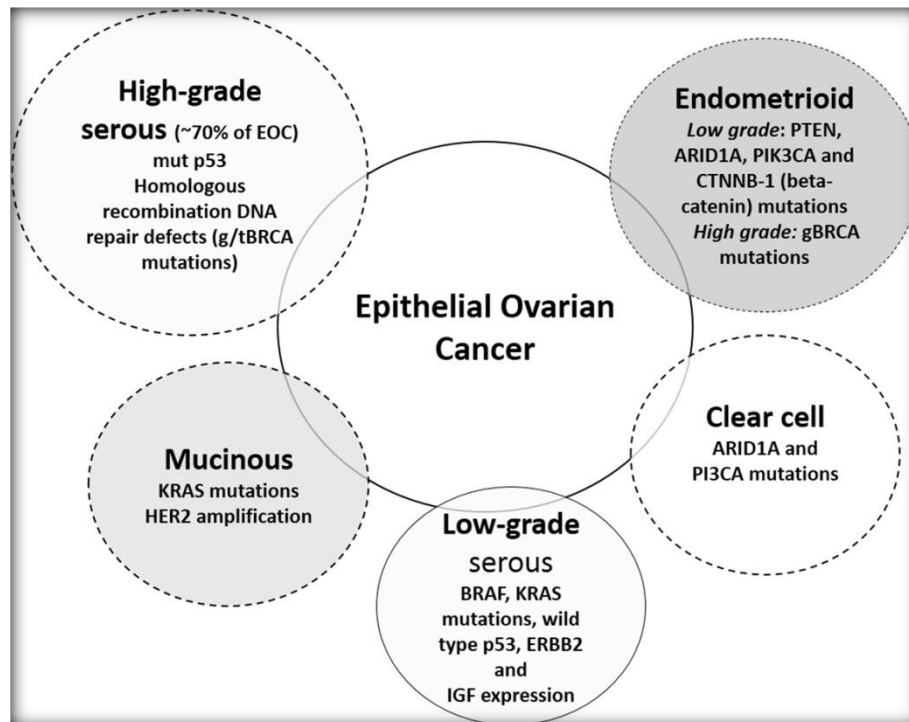 High-grade
serous (~70% of EOC)
mut p53
Homologous
recombination DNA
repair defects (g/tBRCA
mutations)
Endometrioid
Low grade: PTEN,
ARID1A, PIK3CA and
CTNNB-1 (beta-
catenin) mutations
High grade: gBRCA
mutations
Epithelial Ovarian
Cancer
Clear cell
ARID1A and
PI3CA mutations
Mucinous
KRAS mutations
HER2 amplification
Low-grade
serous
BRAF, KRAS
mutations, wild
type p53, ERBB2
and
IGF expression